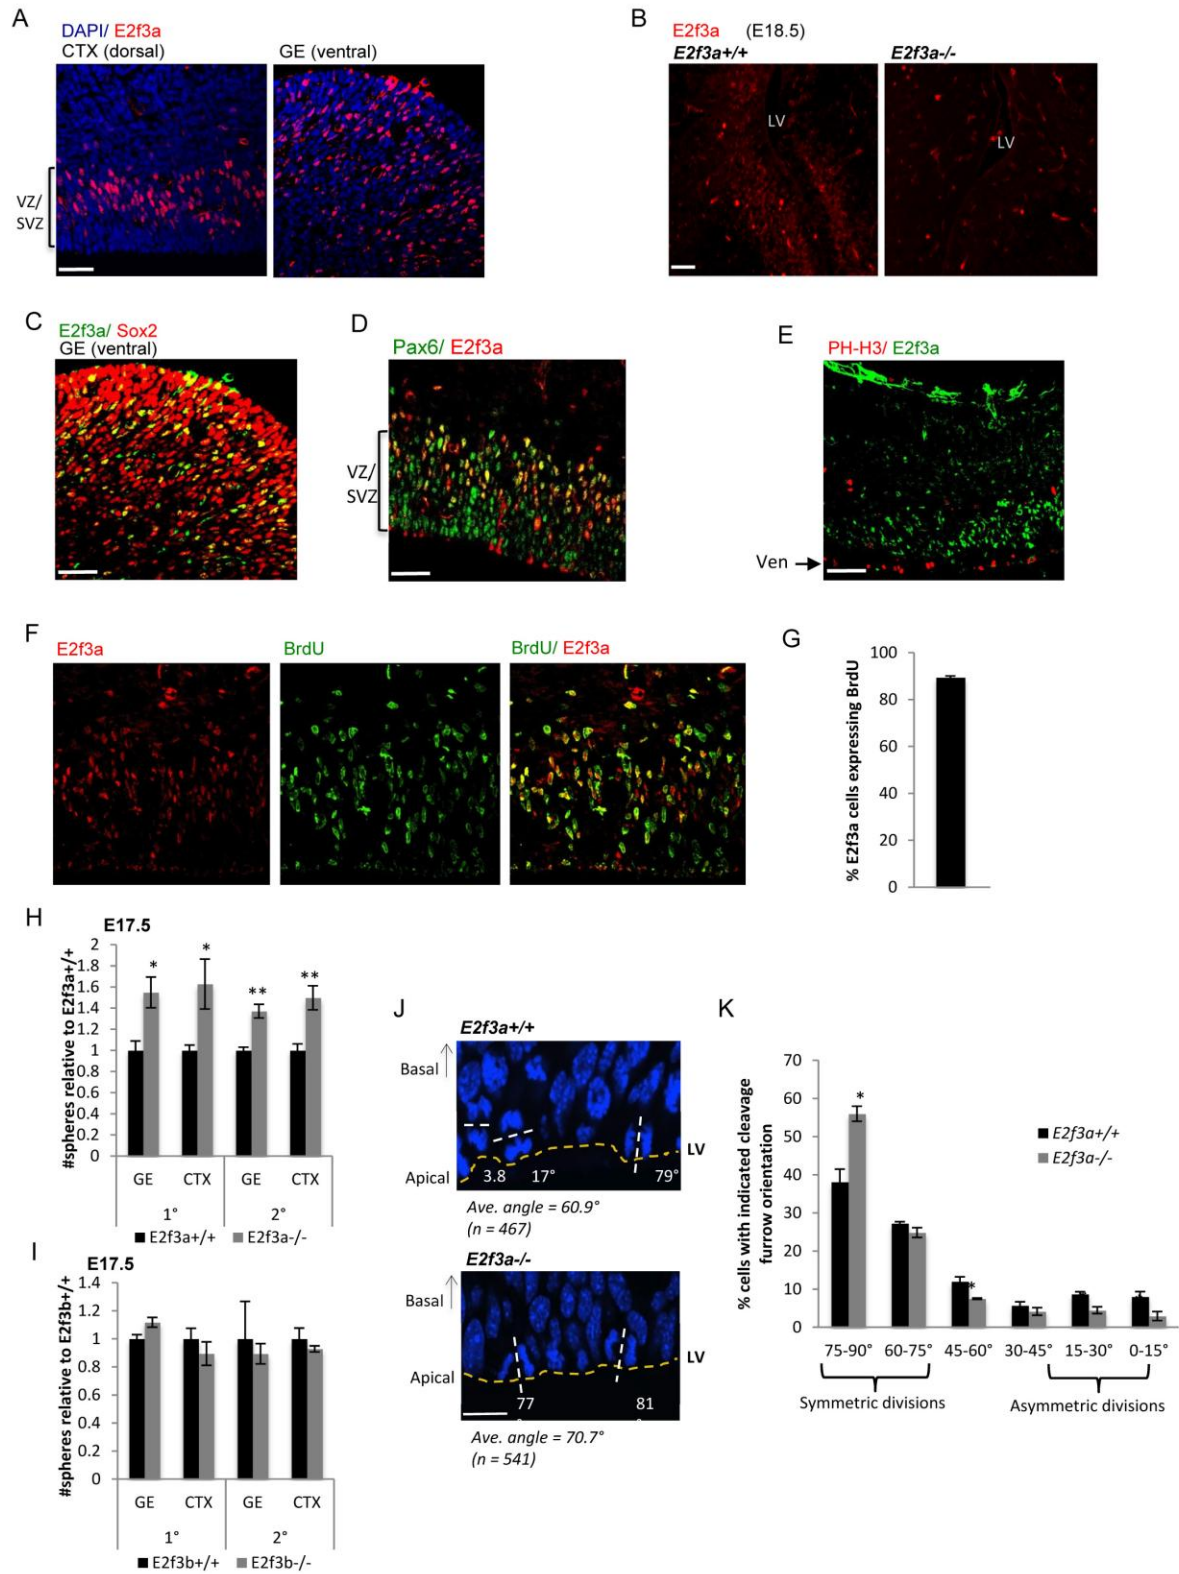 A
DAPI/ E2f3a
CTX (dorsal)
GE (ventral)
VZ/
SVZ
B
E2f3a (E18.5)
E2f3a+/+
E2f3a-/-
LV
LV
C
E2f3a/ Sox2
GE (ventral)
D
Pax6/ E2f3a
VZ/
SVZ
E
PH-H3/ E2f3a
Ven
F
E2f3a
BrdU
BrdU/ E2f3a
G
% E2f3a cells expressing BrdU
100
80
60
40
20
0
H
E17.5
#spheres relative to E2f3a+/+
2
1.8
1.6
1.4
1.2
1
0.8
0.6
0.4
0.2
0
*
*
**
**
GE
CTX
GE
CTX
1°
2°
E2f3a+/+
E2f3a-/-
I
E17.5
#spheres relative to E2f3b+/+
1.4
1.2
1
0.8
0.6
0.4
0.2
0
GE
CTX
GE
CTX
1°
2°
E2f3b+/+
E2f3b-/-
J
E2f3a+/+
Basal
Apical
3.8
17°
79°
LV
Ave. angle = 60.9°
(n = 467)
E2f3a-/-
Basal
Apical
77
°
81
°
LV
Ave. angle = 70.7°
(n = 541)
K
% cells with indicated cleavage
furrow orientation
70
60
50
40
30
20
10
0
*
*
E2f3a+/+
E2f3a-/-
75-90°
60-75°
45-60°
30-45°
15-30°
0-15°
Symmetric divisions
Asymmetric divisions